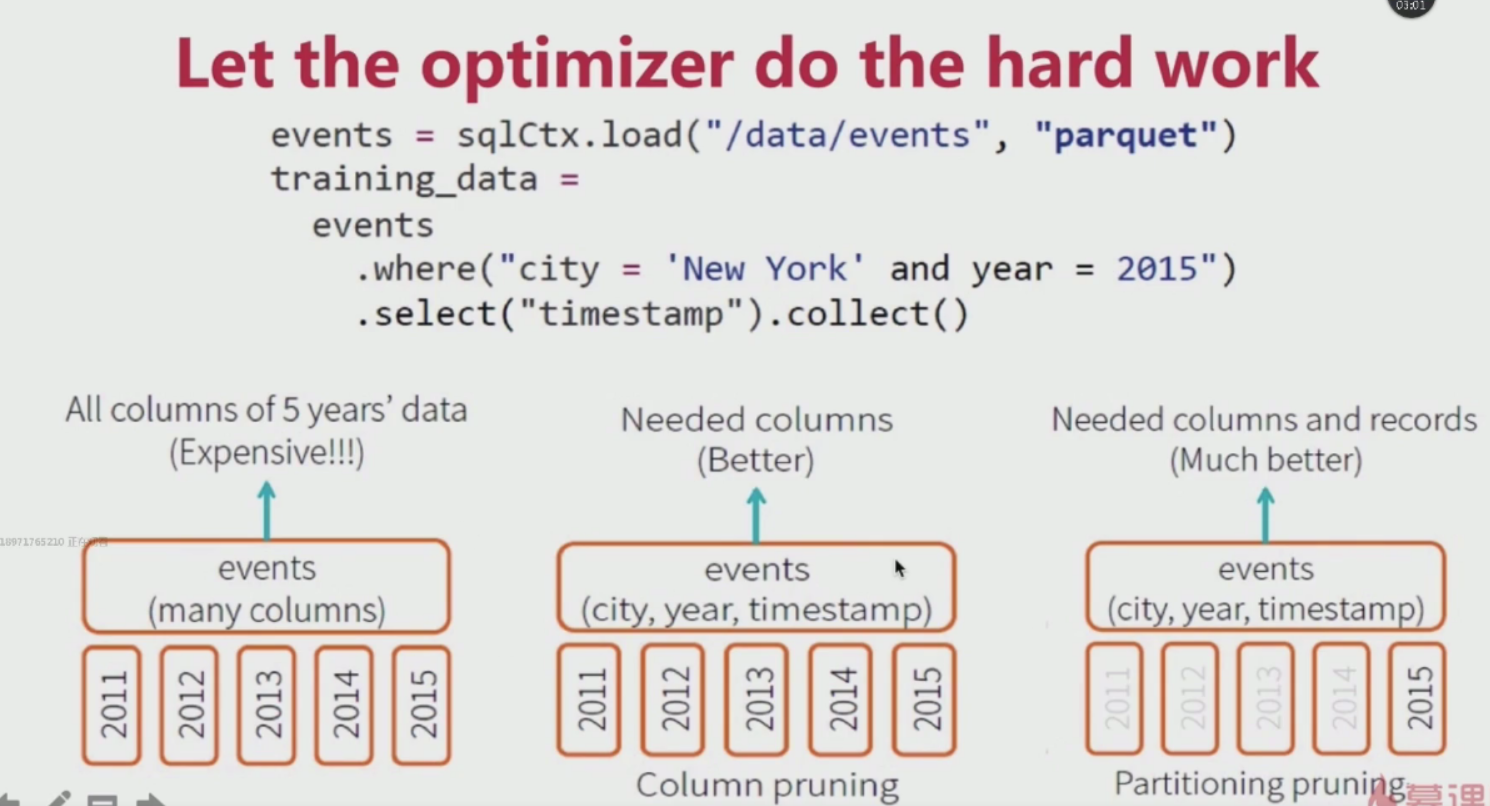 03:01
Let the optimizer do the hard work
events = sqlCtx.load("/data/events", "parquet")
training_data =
events
.where("city = 'New York' and year = 2015")
.select("timestamp").collect()
All columns of 5 years’ data
(Expensive!!!)
events
(many columns)
2011 2012 2013 2014 2015
Needed columns
(Better)
events
(city, year, timestamp)
2011 2012 2013 2014 2015
Column pruning
Needed columns and records
(Much better)
events
(city, year, timestamp)
2011 2012 2013 2014 2015
Partitioning pruning
18971765210 正在
慕课